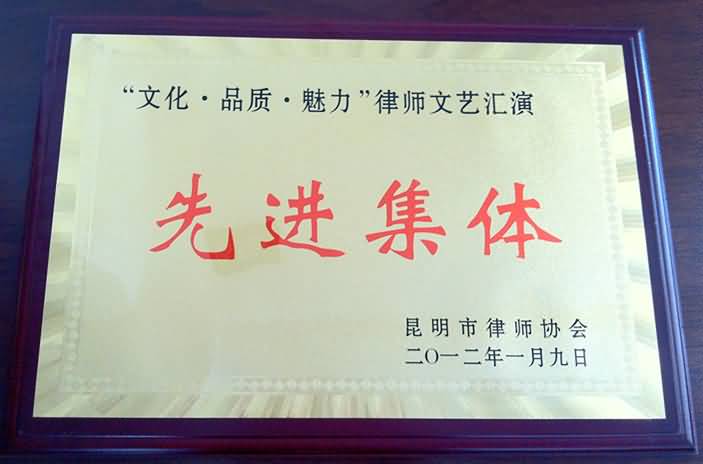 “文化·品质·魅力”律师文艺汇演
先进集体
昆明市律师协会
二〇一二年一月九日